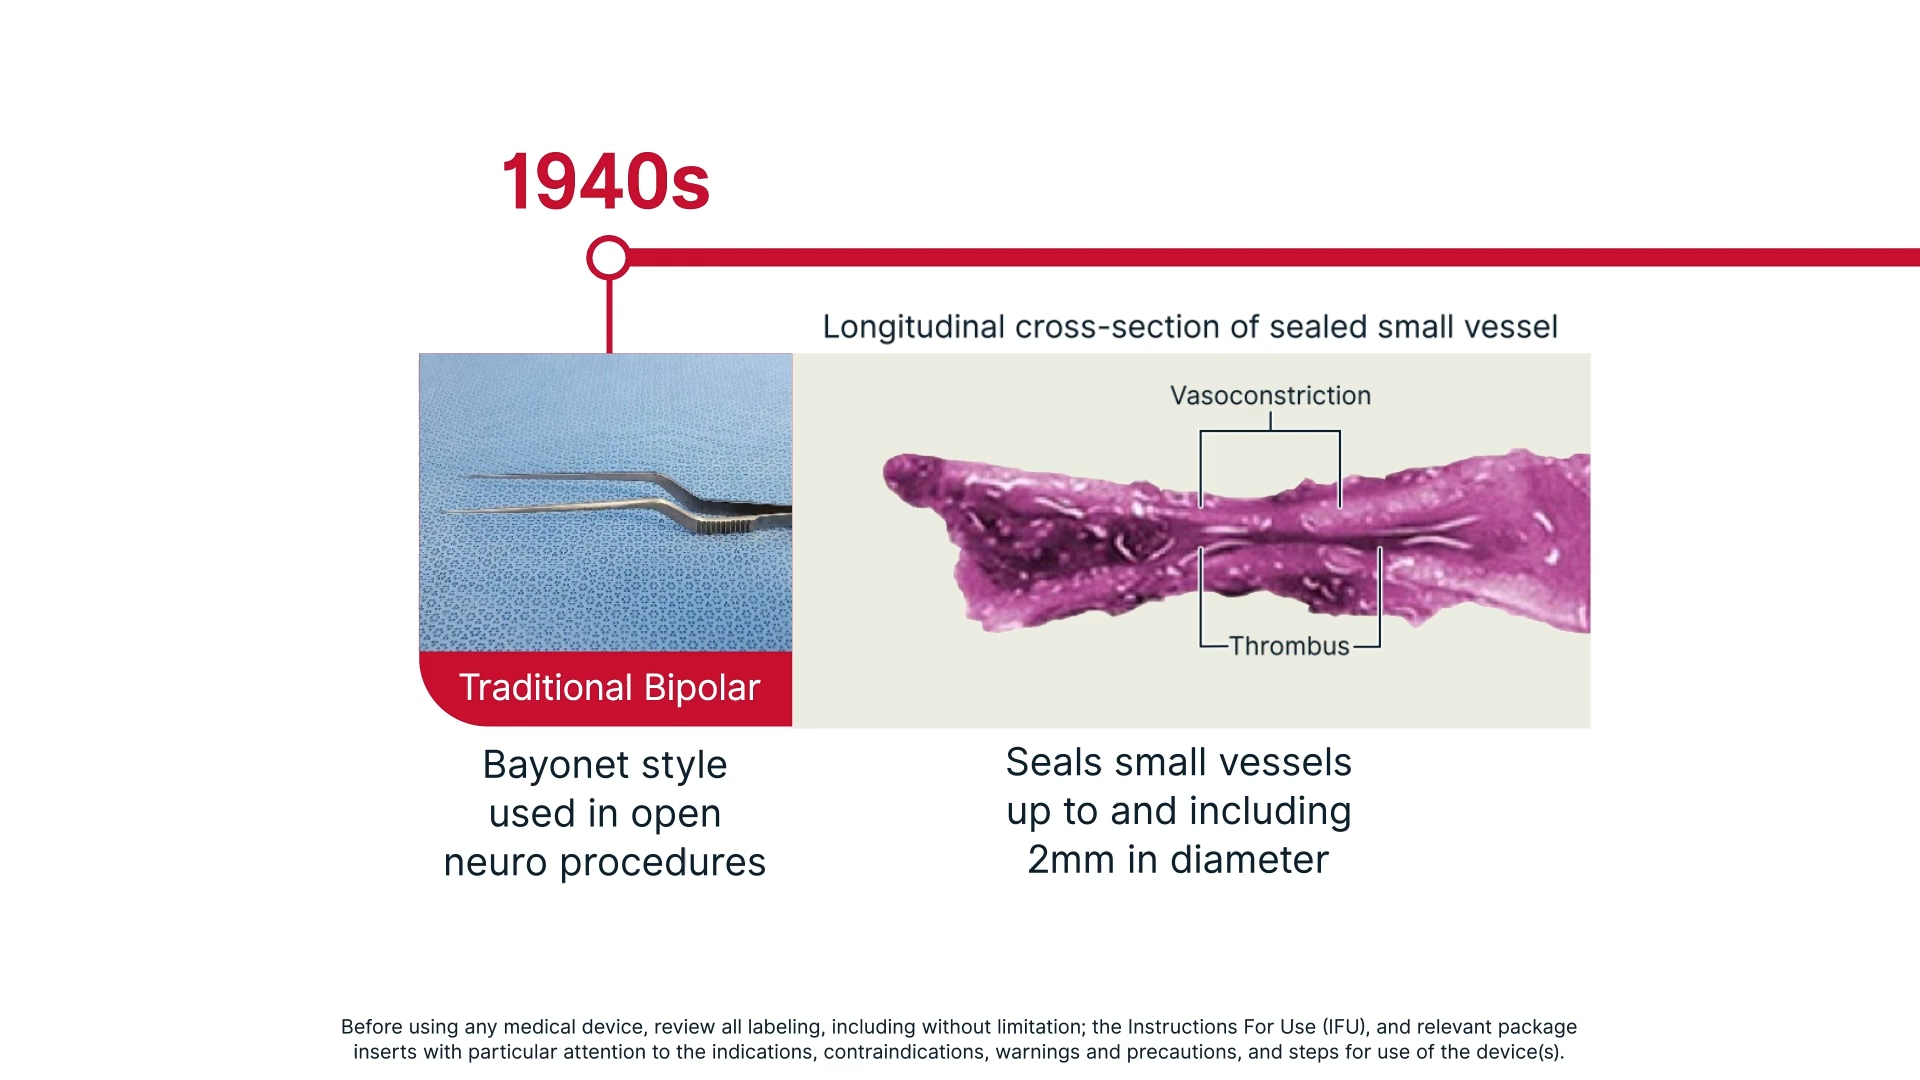 1940s
Longitudinal cross-section of sealed small vessel
Vasoconstriction
Thrombus
Traditional Bipolar
Bayonet style
used in open
neuro procedures
Seals small vessels
up to and including
2mm in diameter
Before using any medical device, review all labeling, including without limitation; the Instructions For Use (IFU), and relevant package
inserts with particular attention to the indications, contraindications, warnings and precautions, and steps for use of the device(s).